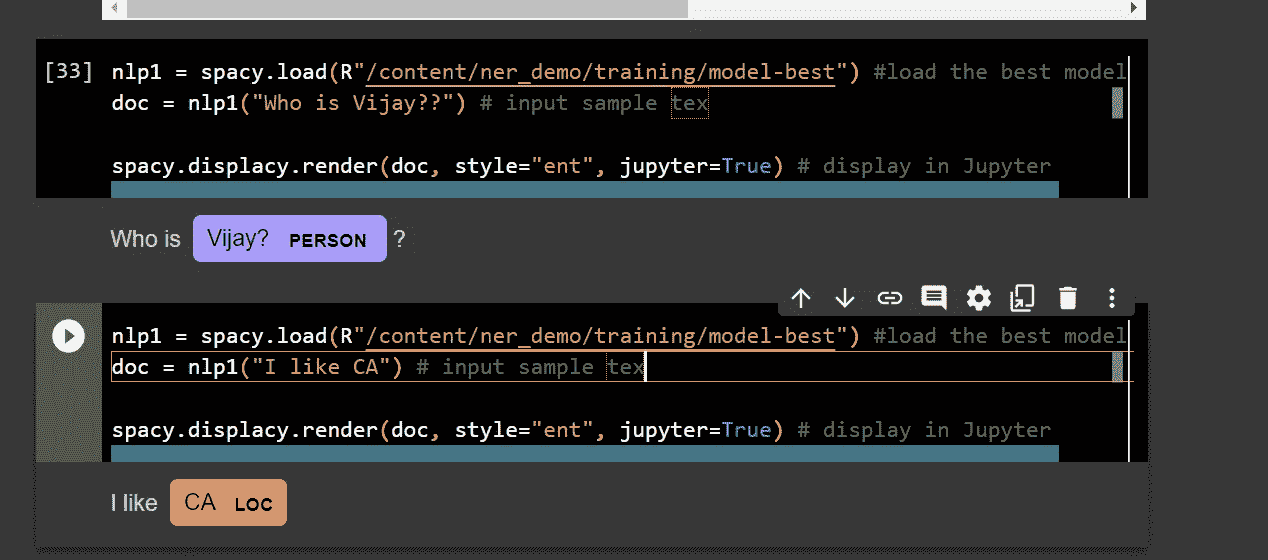 [33] nlp1 = spacy.load(R"/content/ner_demo/training/model-best") #load the best model
doc = nlp1("Who is Vijay??") # input sample tex
spacy.displacy.render(doc, style="ent", jupyter=True) # display in Jupyter
Who is Vijay? PERSON ?
nlp1 = spacy.load(R"/content/ner_demo/training/model-best") #load the best model
doc = nlp1("I like CA") # input sample tex
spacy.displacy.render(doc, style="ent", jupyter=True) # display in Jupyter
I like CA LOC